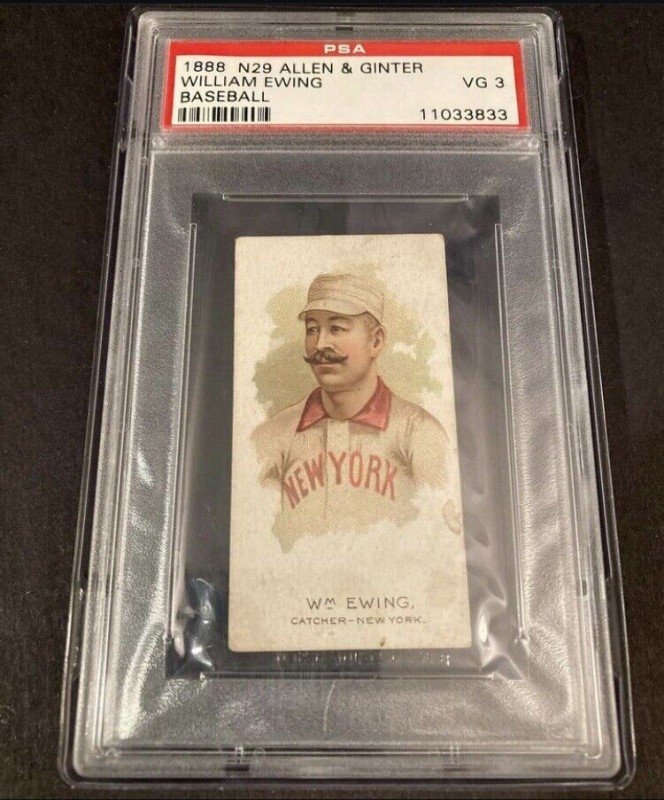 PSA
1888 N29 ALLEN & GINTER
WILLIAM EWING VG 3
BASEBALL
11033833
NEW YORK
Wᴹ EWING,
CATCHER-NEW YORK.